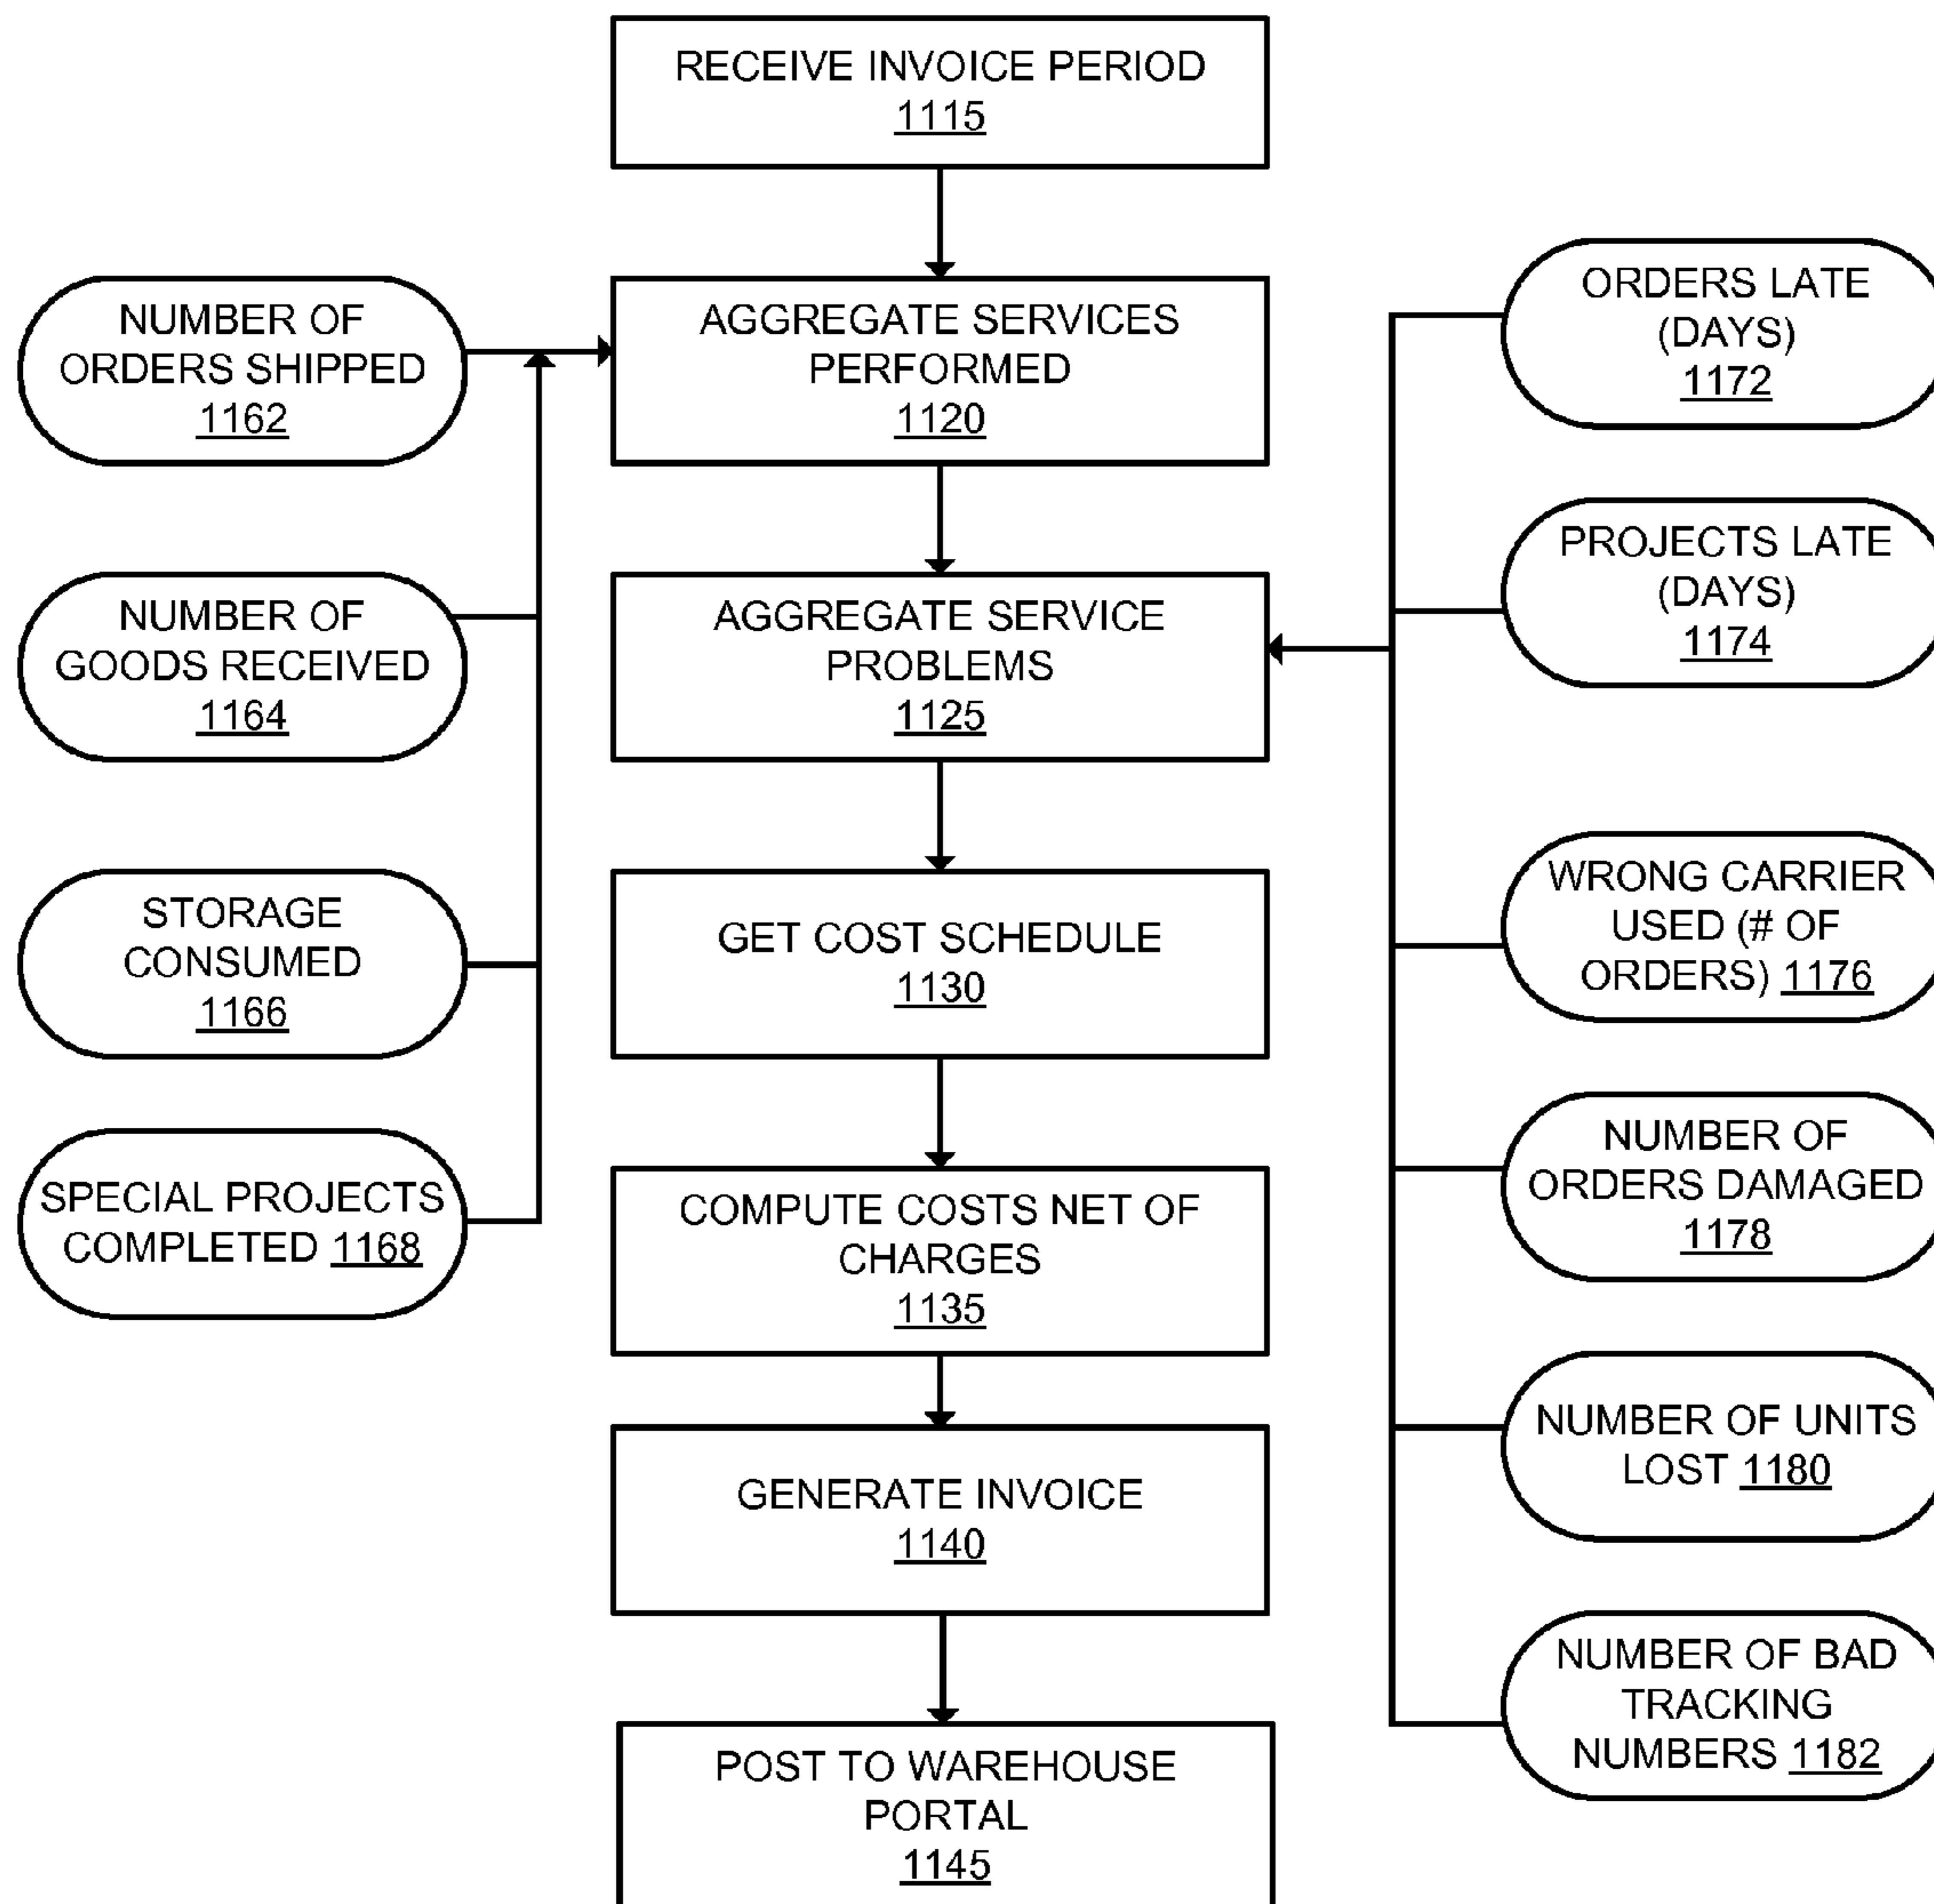 RECEIVE INVOICE PERIOD
1115
NUMBER OF
ORDERS SHIPPED
1162
AGGREGATE SERVICES
PERFORMED
1120
ORDERS LATE
(DAYS)
1172
NUMBER OF
GOODS RECEIVED
1164
AGGREGATE SERVICE
PROBLEMS
1125
PROJECTS LATE
(DAYS)
1174
STORAGE
CONSUMED
1166
GET COST SCHEDULE
1130
WRONG CARRIER
USED (# OF
ORDERS) 1176
SPECIAL PROJECTS
COMPLETED 1168
COMPUTE COSTS NET OF
CHARGES
1135
NUMBER OF
ORDERS DAMAGED
1178
GENERATE INVOICE
1140
NUMBER OF UNITS
LOST 1180
POST TO WAREHOUSE
PORTAL
1145
NUMBER OF BAD
TRACKING
NUMBERS 1182